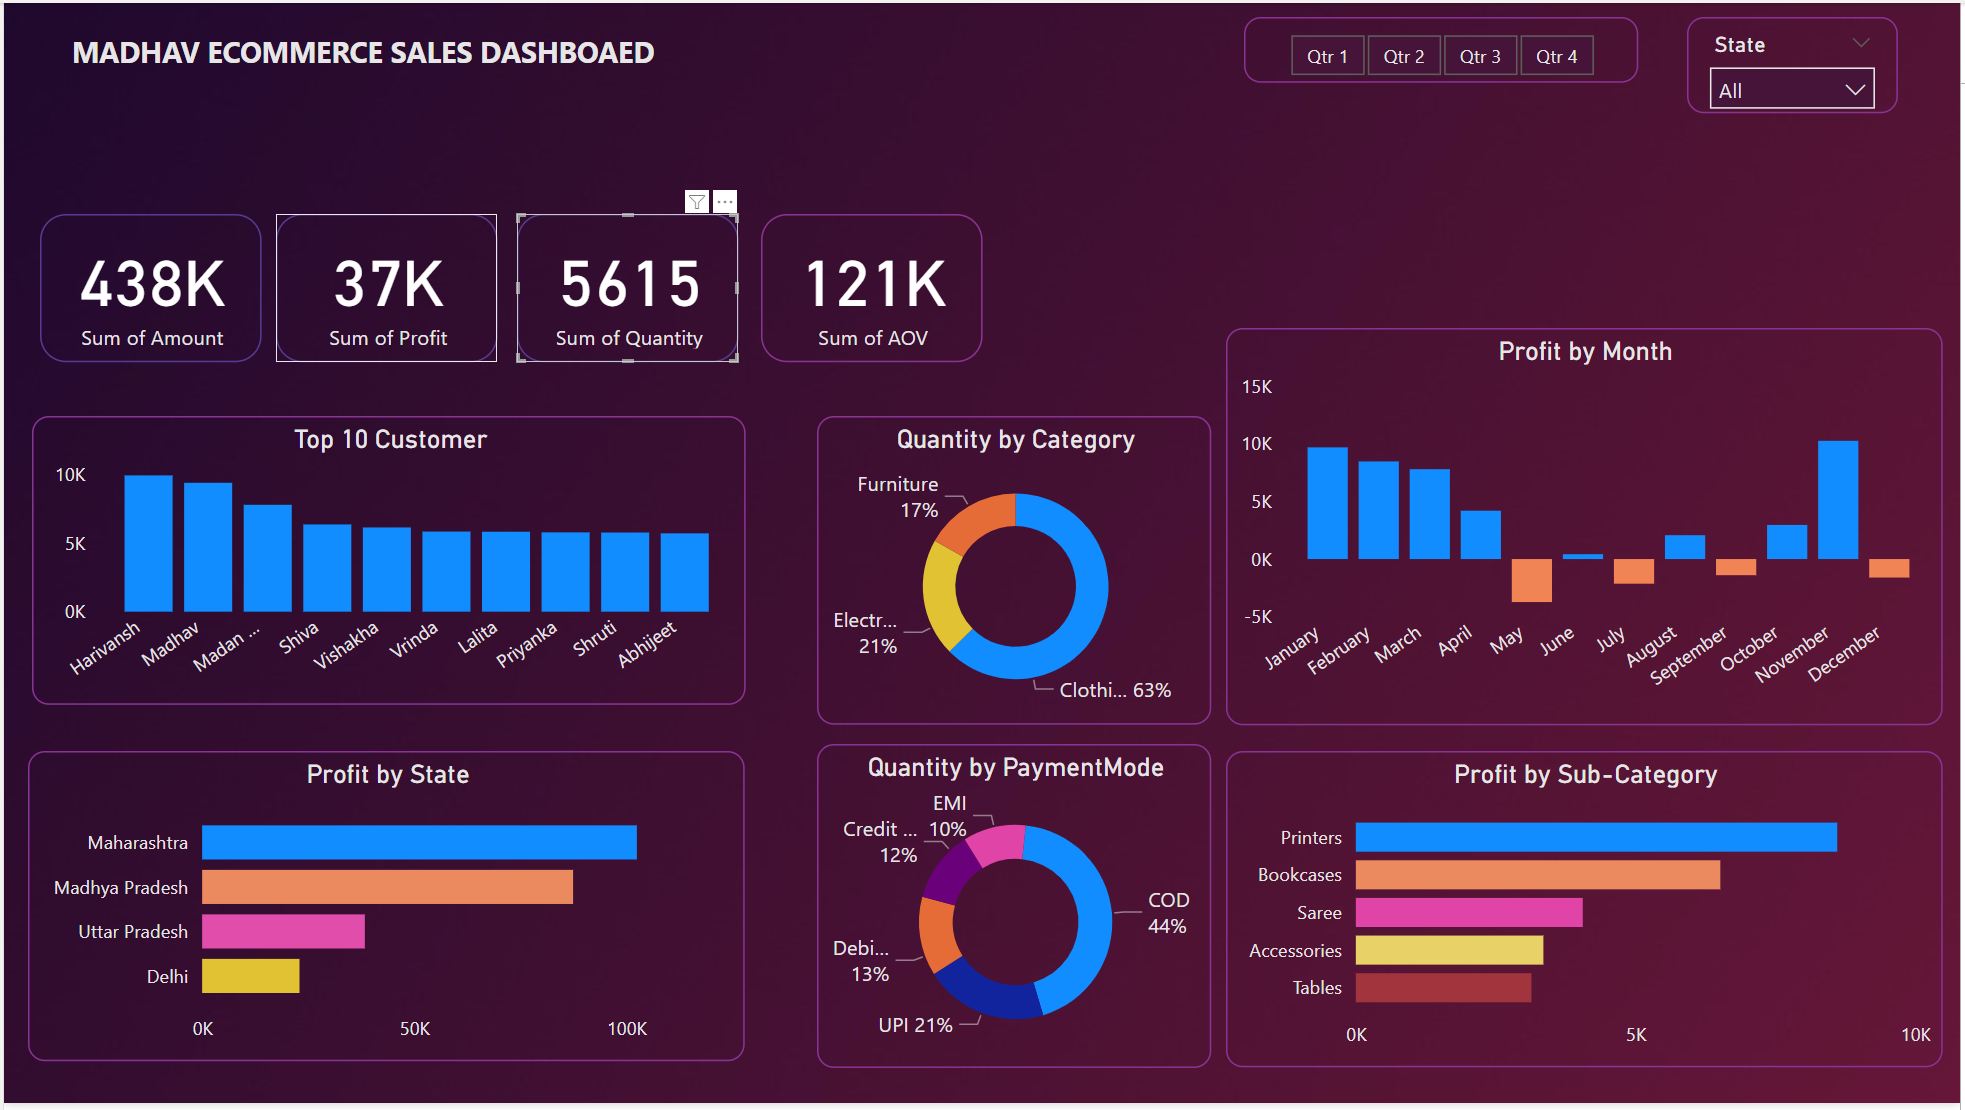 MADHAV ECOMMERCE SALES DASHBOAED
Qtr 1
Qtr 2
Qtr 3
Qtr 4
State
All
438K
Sum of Amount
37K
Sum of Profit
5615
Sum of Quantity
121K
Sum of AOV
Top 10 Customer
10K
5K
0K
Harivansh
Madhav
Madan ...
Shiva
Vishakha
Vrinda
Lalita
Priyanka
Shruti
Abhijeet
Quantity by Category
Furniture
17%
Electr...
21%
Clothi... 63%
Profit by Month
15K
10K
5K
0K
-5K
January
February
March
April
May
June
July
August
September
October
November
December
Profit by State
Maharashtra
Madhya Pradesh
Uttar Pradesh
Delhi
0K
50K
100K
Quantity by PaymentMode
EMI
10%
Credit ...
12%
COD
44%
Debi...
13%
UPI 21%
Profit by Sub-Category
Printers
Bookcases
Saree
Accessories
Tables
0K
5K
10K